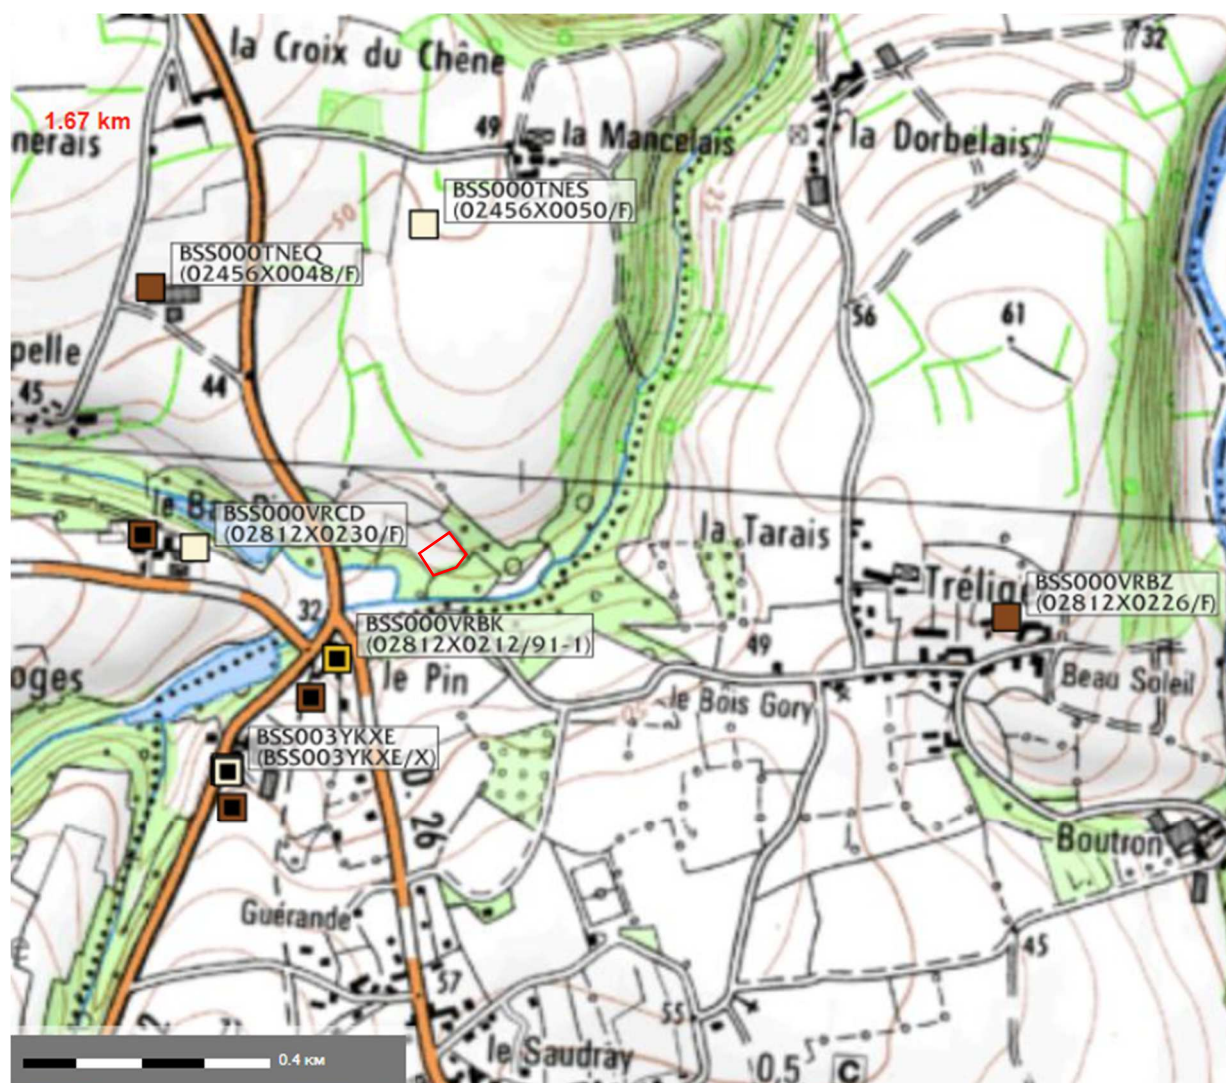 la Croix du Chêne
32
1.67 km
nerais
49
la Mancelais
la Dorbelais
BSS000TNES
(02456X0050/F)
25
50
BSS000TNEQ
(02456X0048/F)
56
61
pelle
45
44
BSS000VRCD
(02812X0230/F)
la Tarais
BSS000VRBZ
(02812X0226/F)
32
BSS000VRBK
(02812X0212/91-1)
49
oges
le Pin
le Bois Gory
Beau Soleil
BSS003YKXE
(BSS003YKXE/X)
50
D. 26
Boutron
Guérande
45
57
55
le Saudray
0,5
C
0.4 км